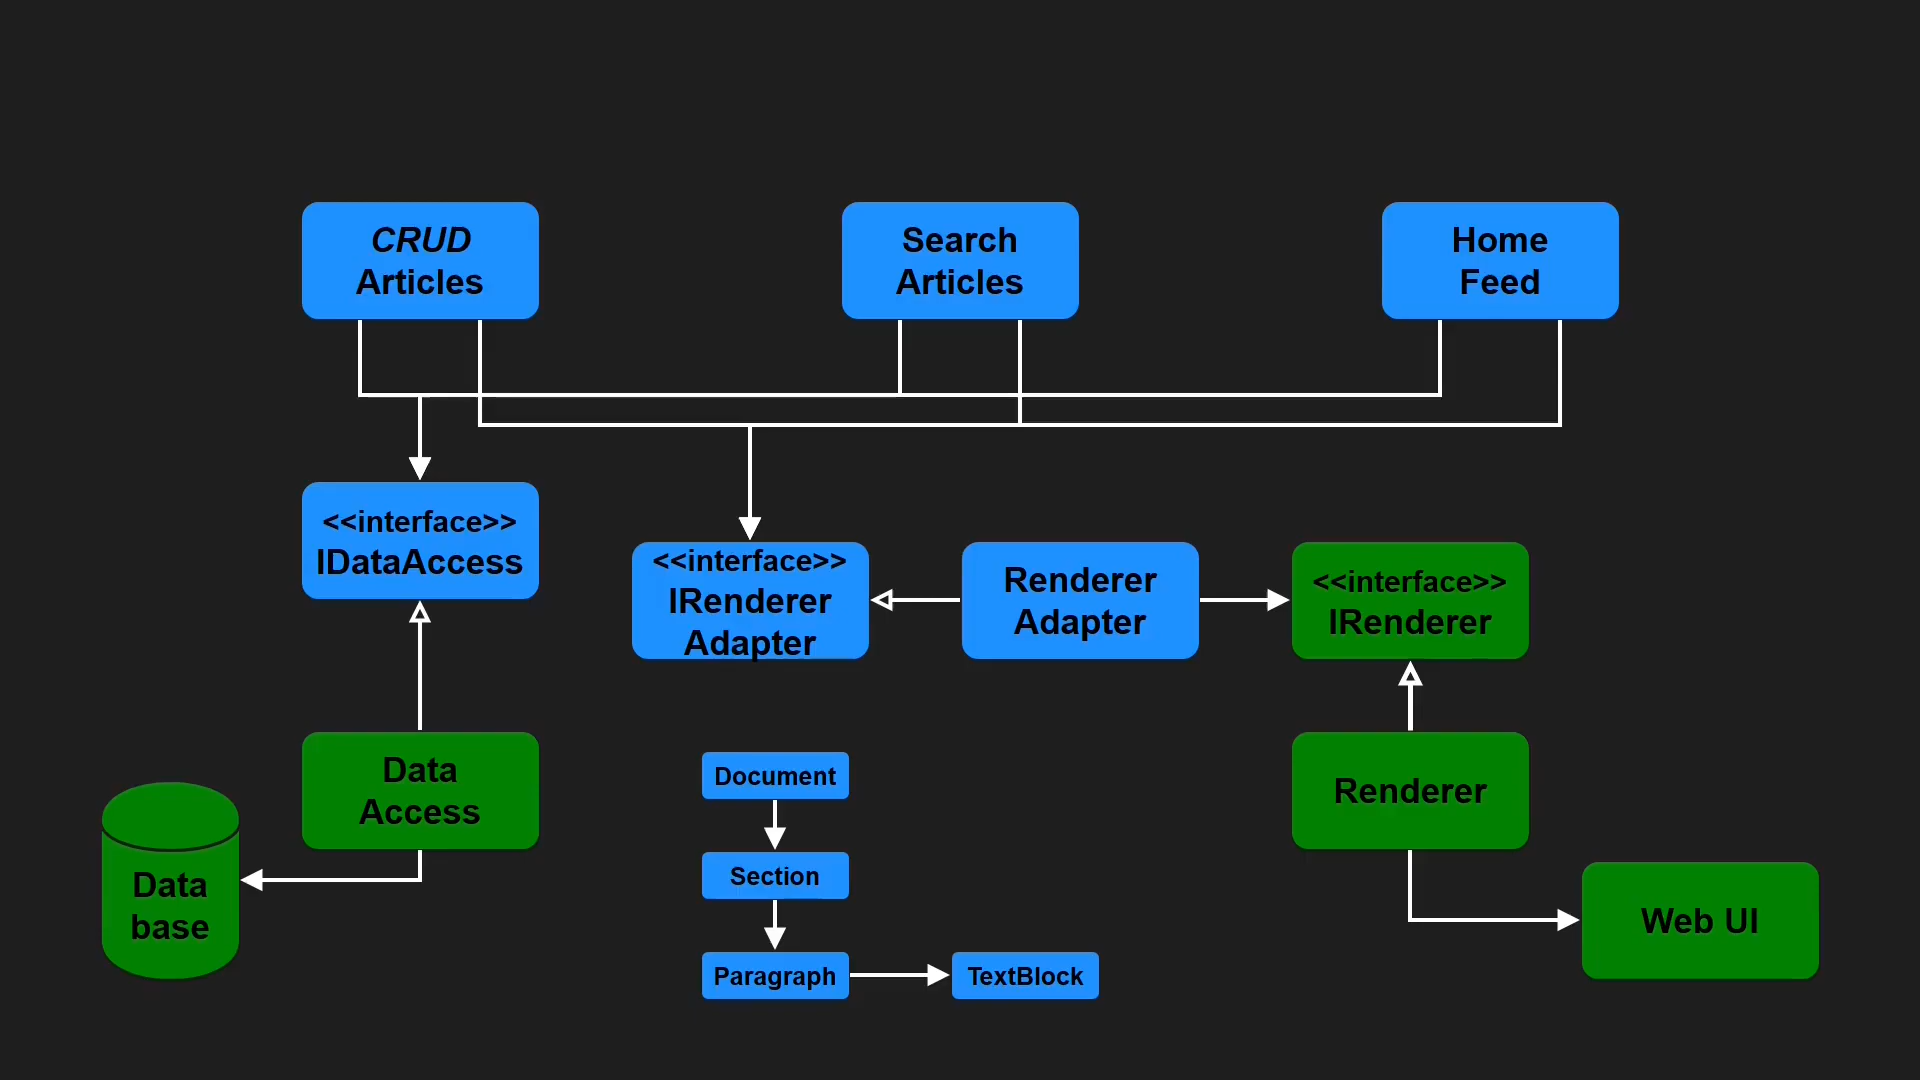 CRUD
Articles
Search
Articles
Home
Feed
<<interface>>
IDataAccess
<<interface>>
IRenderer
Adapter
Renderer
Adapter
<<interface>>
IRenderer
Data
Access
Data
base
Document
Section
Paragraph
TextBlock
Renderer
Web UI